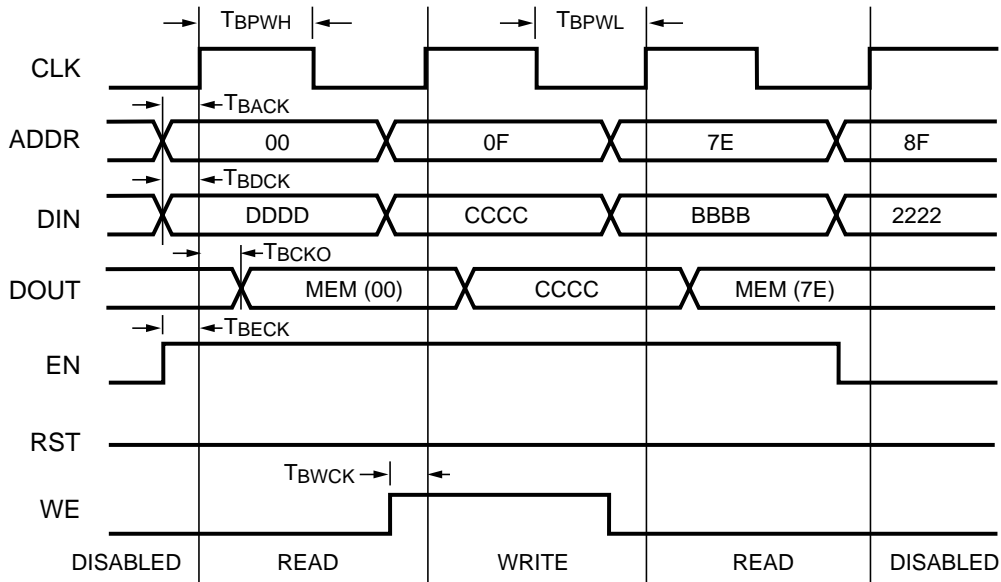 TBPWH TBPWL
CLK
TBACK
ADDR 00 0F 7E 8F
TBDCK
DIN DDDD CCCC BBBB 2222
TBCKO
DOUT MEM (00) CCCC MEM (7E)
TBECK
EN
RST
TBWCK
WE
DISABLED READ WRITE READ DISABLED